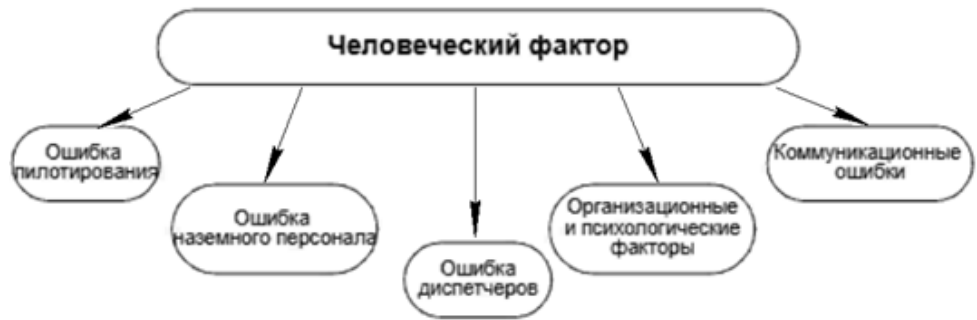 Человеческий фактор
Ошибка
пилотирования
Ошибка
наземного персонала
Ошибка
диспетчеров
Организационные
и психологические
факторы
Коммуникационные
ошибки